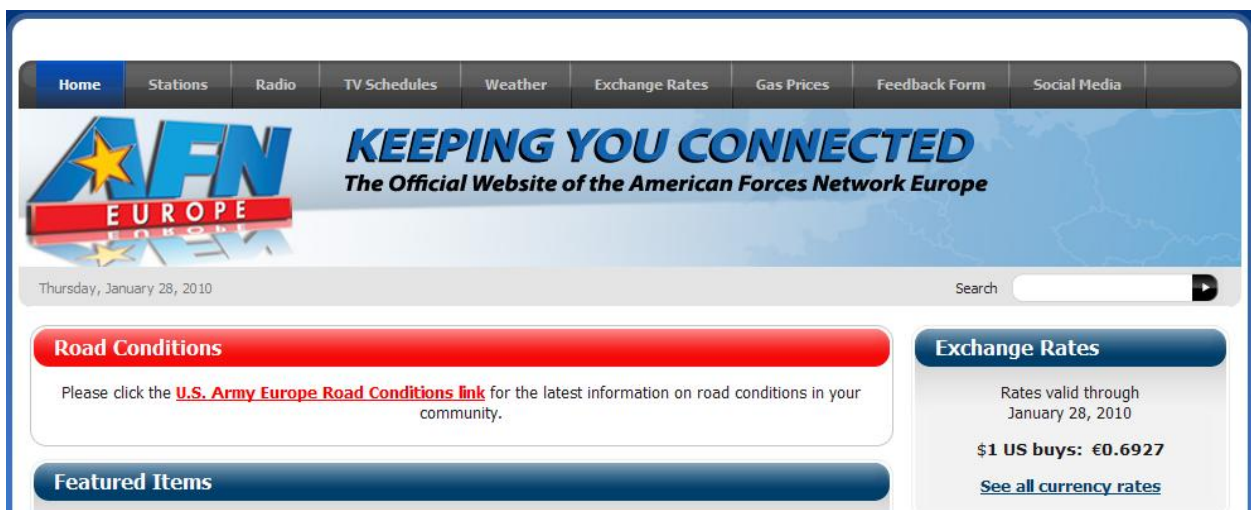 Home Stations Radio TV Schedules Weather Exchange Rates Gas Prices Feedback Form Social Media
AFN
EUROPE
KEEPING YOU CONNECTED
The Official Website of the American Forces Network Europe
Thursday, January 28, 2010
Search
Road Conditions
Please click the U.S. Army Europe Road Conditions link for the latest information on road conditions in your
community.
Featured Items
Exchange Rates
Rates valid through
January 28, 2010
$1 US buys: €0.6927
See all currency rates